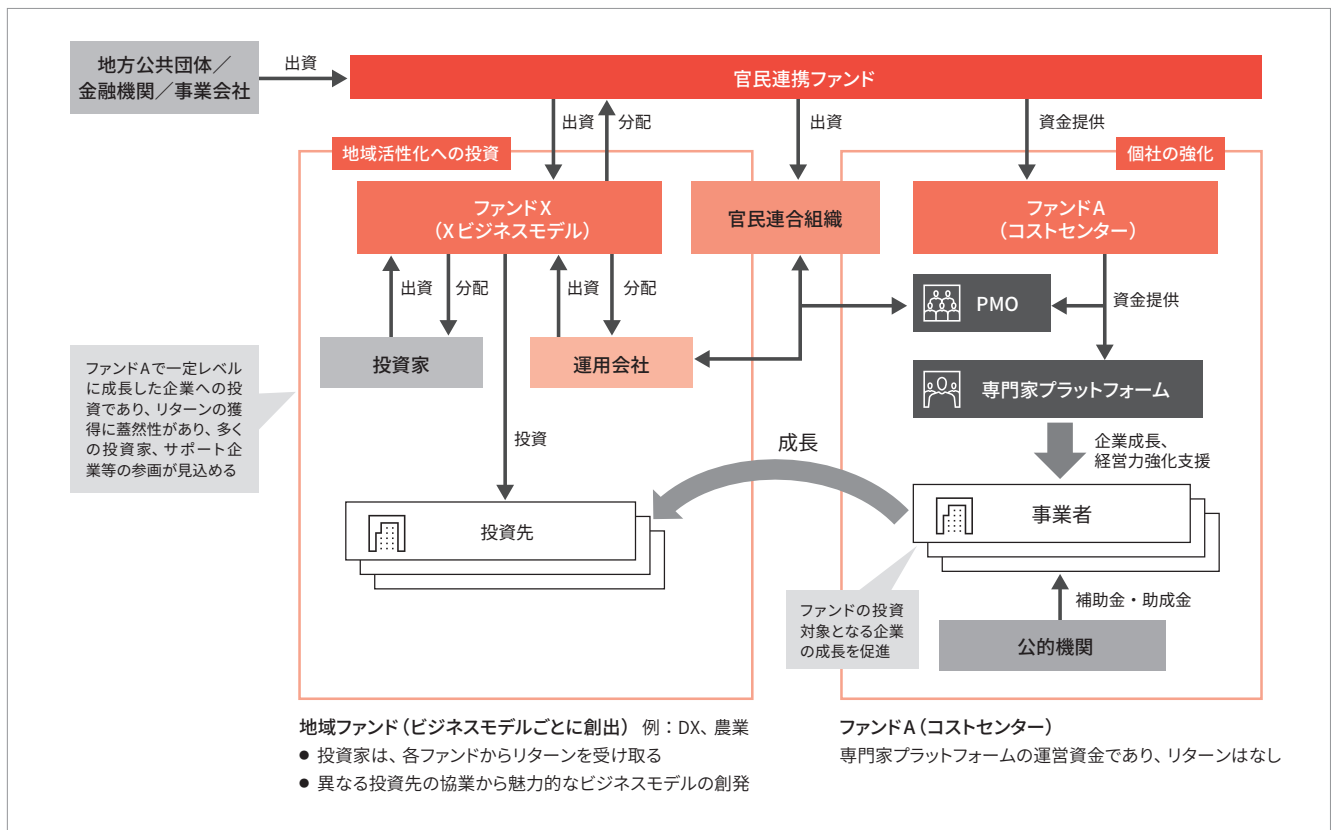 地方公共団体／
金融機関／事業会社
出資
官民連携ファンド
出資
分配
出資
資金提供
地域活性化への投資
個社の強化
ファンドX
（Xビジネスモデル）
官民連合組織
ファンドA
（コストセンター）
出資
分配
出資
分配
PMO
資金提供
投資家
運用会社
専門家プラットフォーム
ファンドAで一定レベル
に成長した企業への投
資であり、リターンの獲
得に蓋然性があり、多く
の投資家、サポート企
業等の参画が見込める
投資
成長
企業成長、
経営力強化支援
投資先
事業者
ファンドの投資
対象となる企業
の成長を促進
補助金・助成金
公的機関
地域ファンド（ビジネスモデルごとに創出） 例：DX、農業
● 投資家は、各ファンドからリターンを受け取る
● 異なる投資先の協業から魅力的なビジネスモデルの創発
ファンドA（コストセンター）
専門家プラットフォームの運営資金であり、リターンはなし